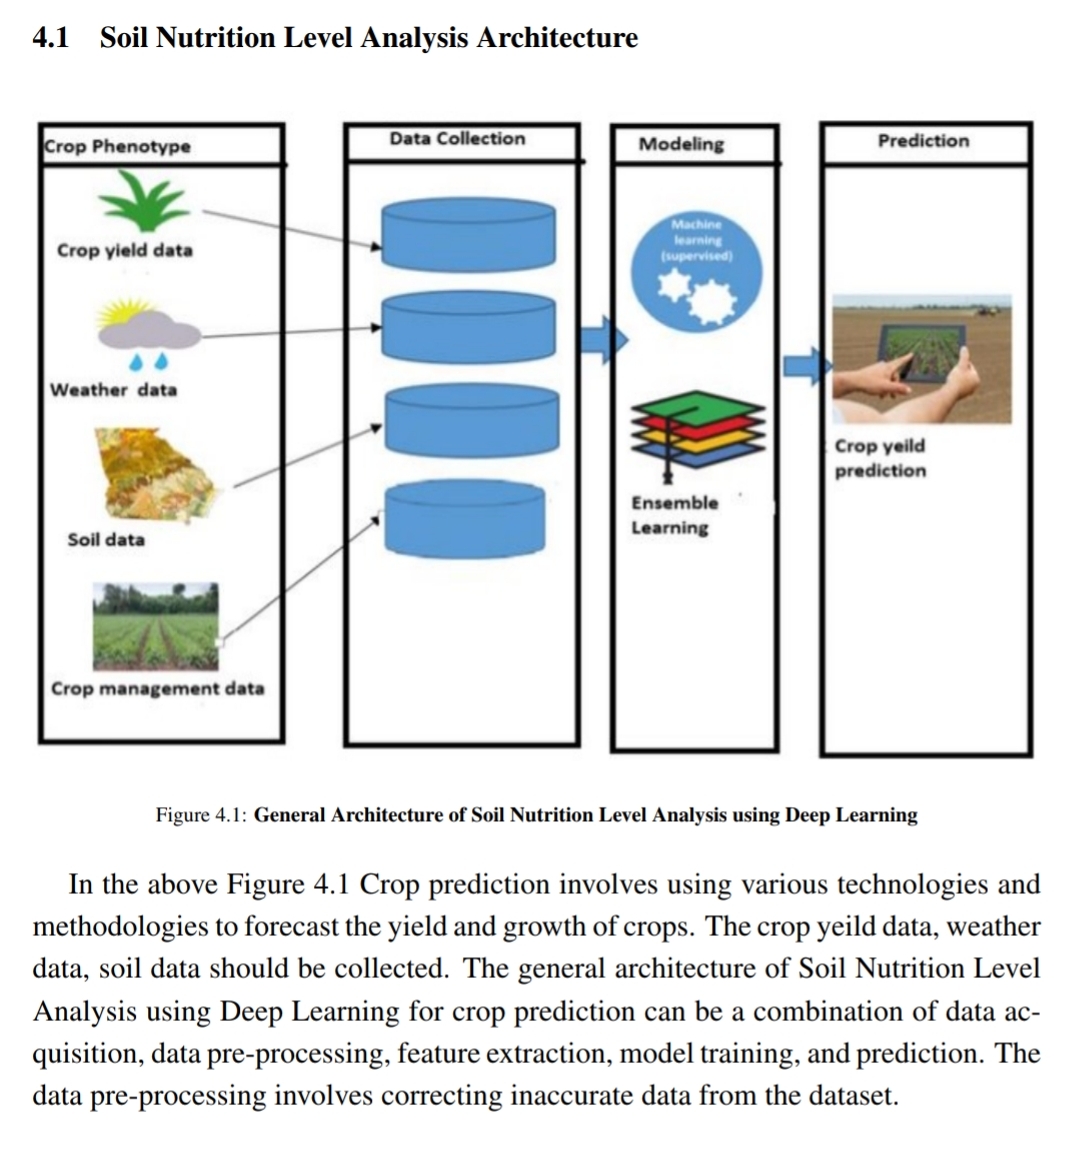 4.1 Soil Nutrition Level Analysis Architecture
Crop Phenotype
Crop yield data
Weather data
Soil data
Crop management data
Data Collection
Modeling
Machine
learning
(supervised)
Ensemble
Learning
Prediction
Crop yeild
prediction
Figure 4.1: General Architecture of Soil Nutrition Level Analysis using Deep Learning
In the above Figure 4.1 Crop prediction involves using various technologies and
methodologies to forecast the yield and growth of crops. The crop yeild data, weather
data, soil data should be collected. The general architecture of Soil Nutrition Level
Analysis using Deep Learning for crop prediction can be a combination of data ac-
quisition, data pre-processing, feature extraction, model training, and prediction. The
data pre-processing involves correcting inaccurate data from the dataset.